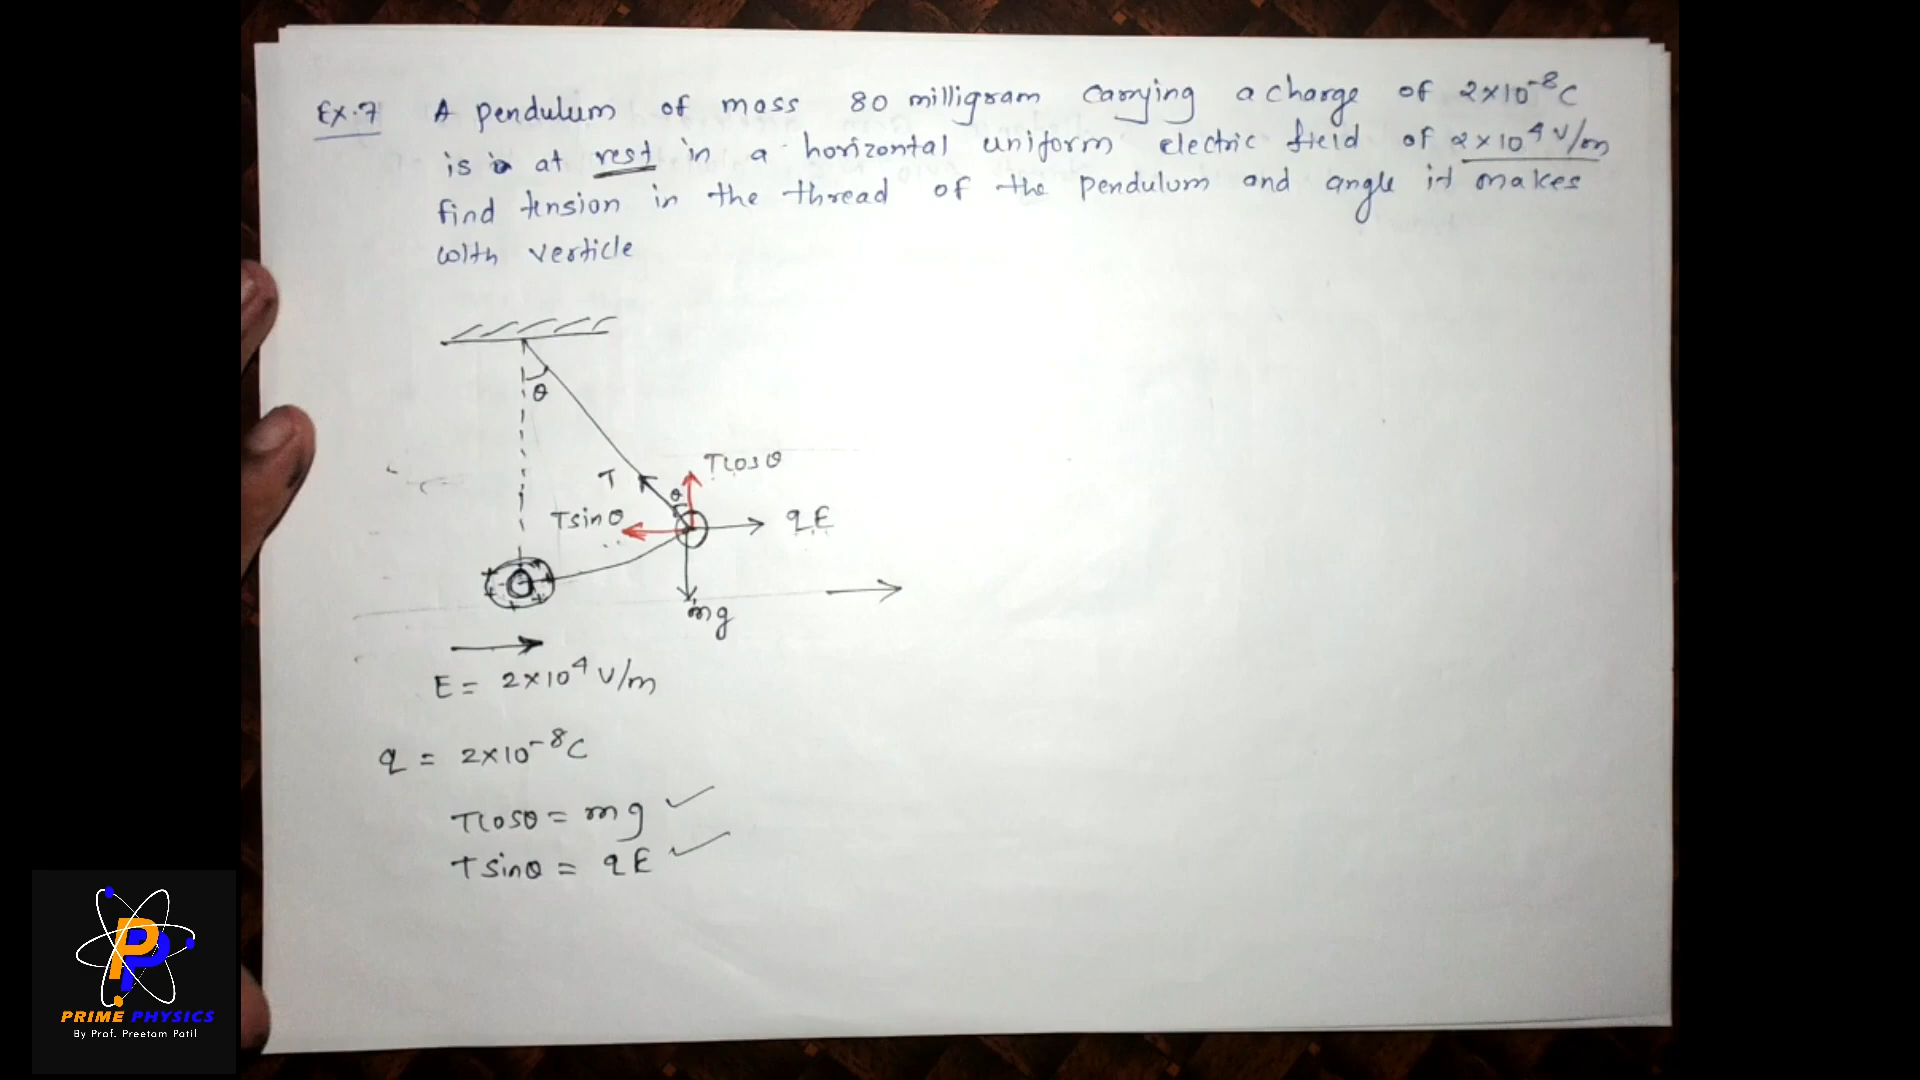 Ex.7 A pendulum of mass 80 milligram carrying a charge of 2×10⁻⁸C
is at rest in a horizontal uniform electric field of 2×10⁴ V/m
find tension in the thread of the pendulum and angle it makes
with verticle
θ
Tcosθ
T
θ
Tsinθ
qE
mg
E = 2×10⁴ V/m
q = 2×10⁻⁸C
Tcosθ = mg
Tsinθ = qE
PRIME PHYSICS
By Prof. Preetam Patil